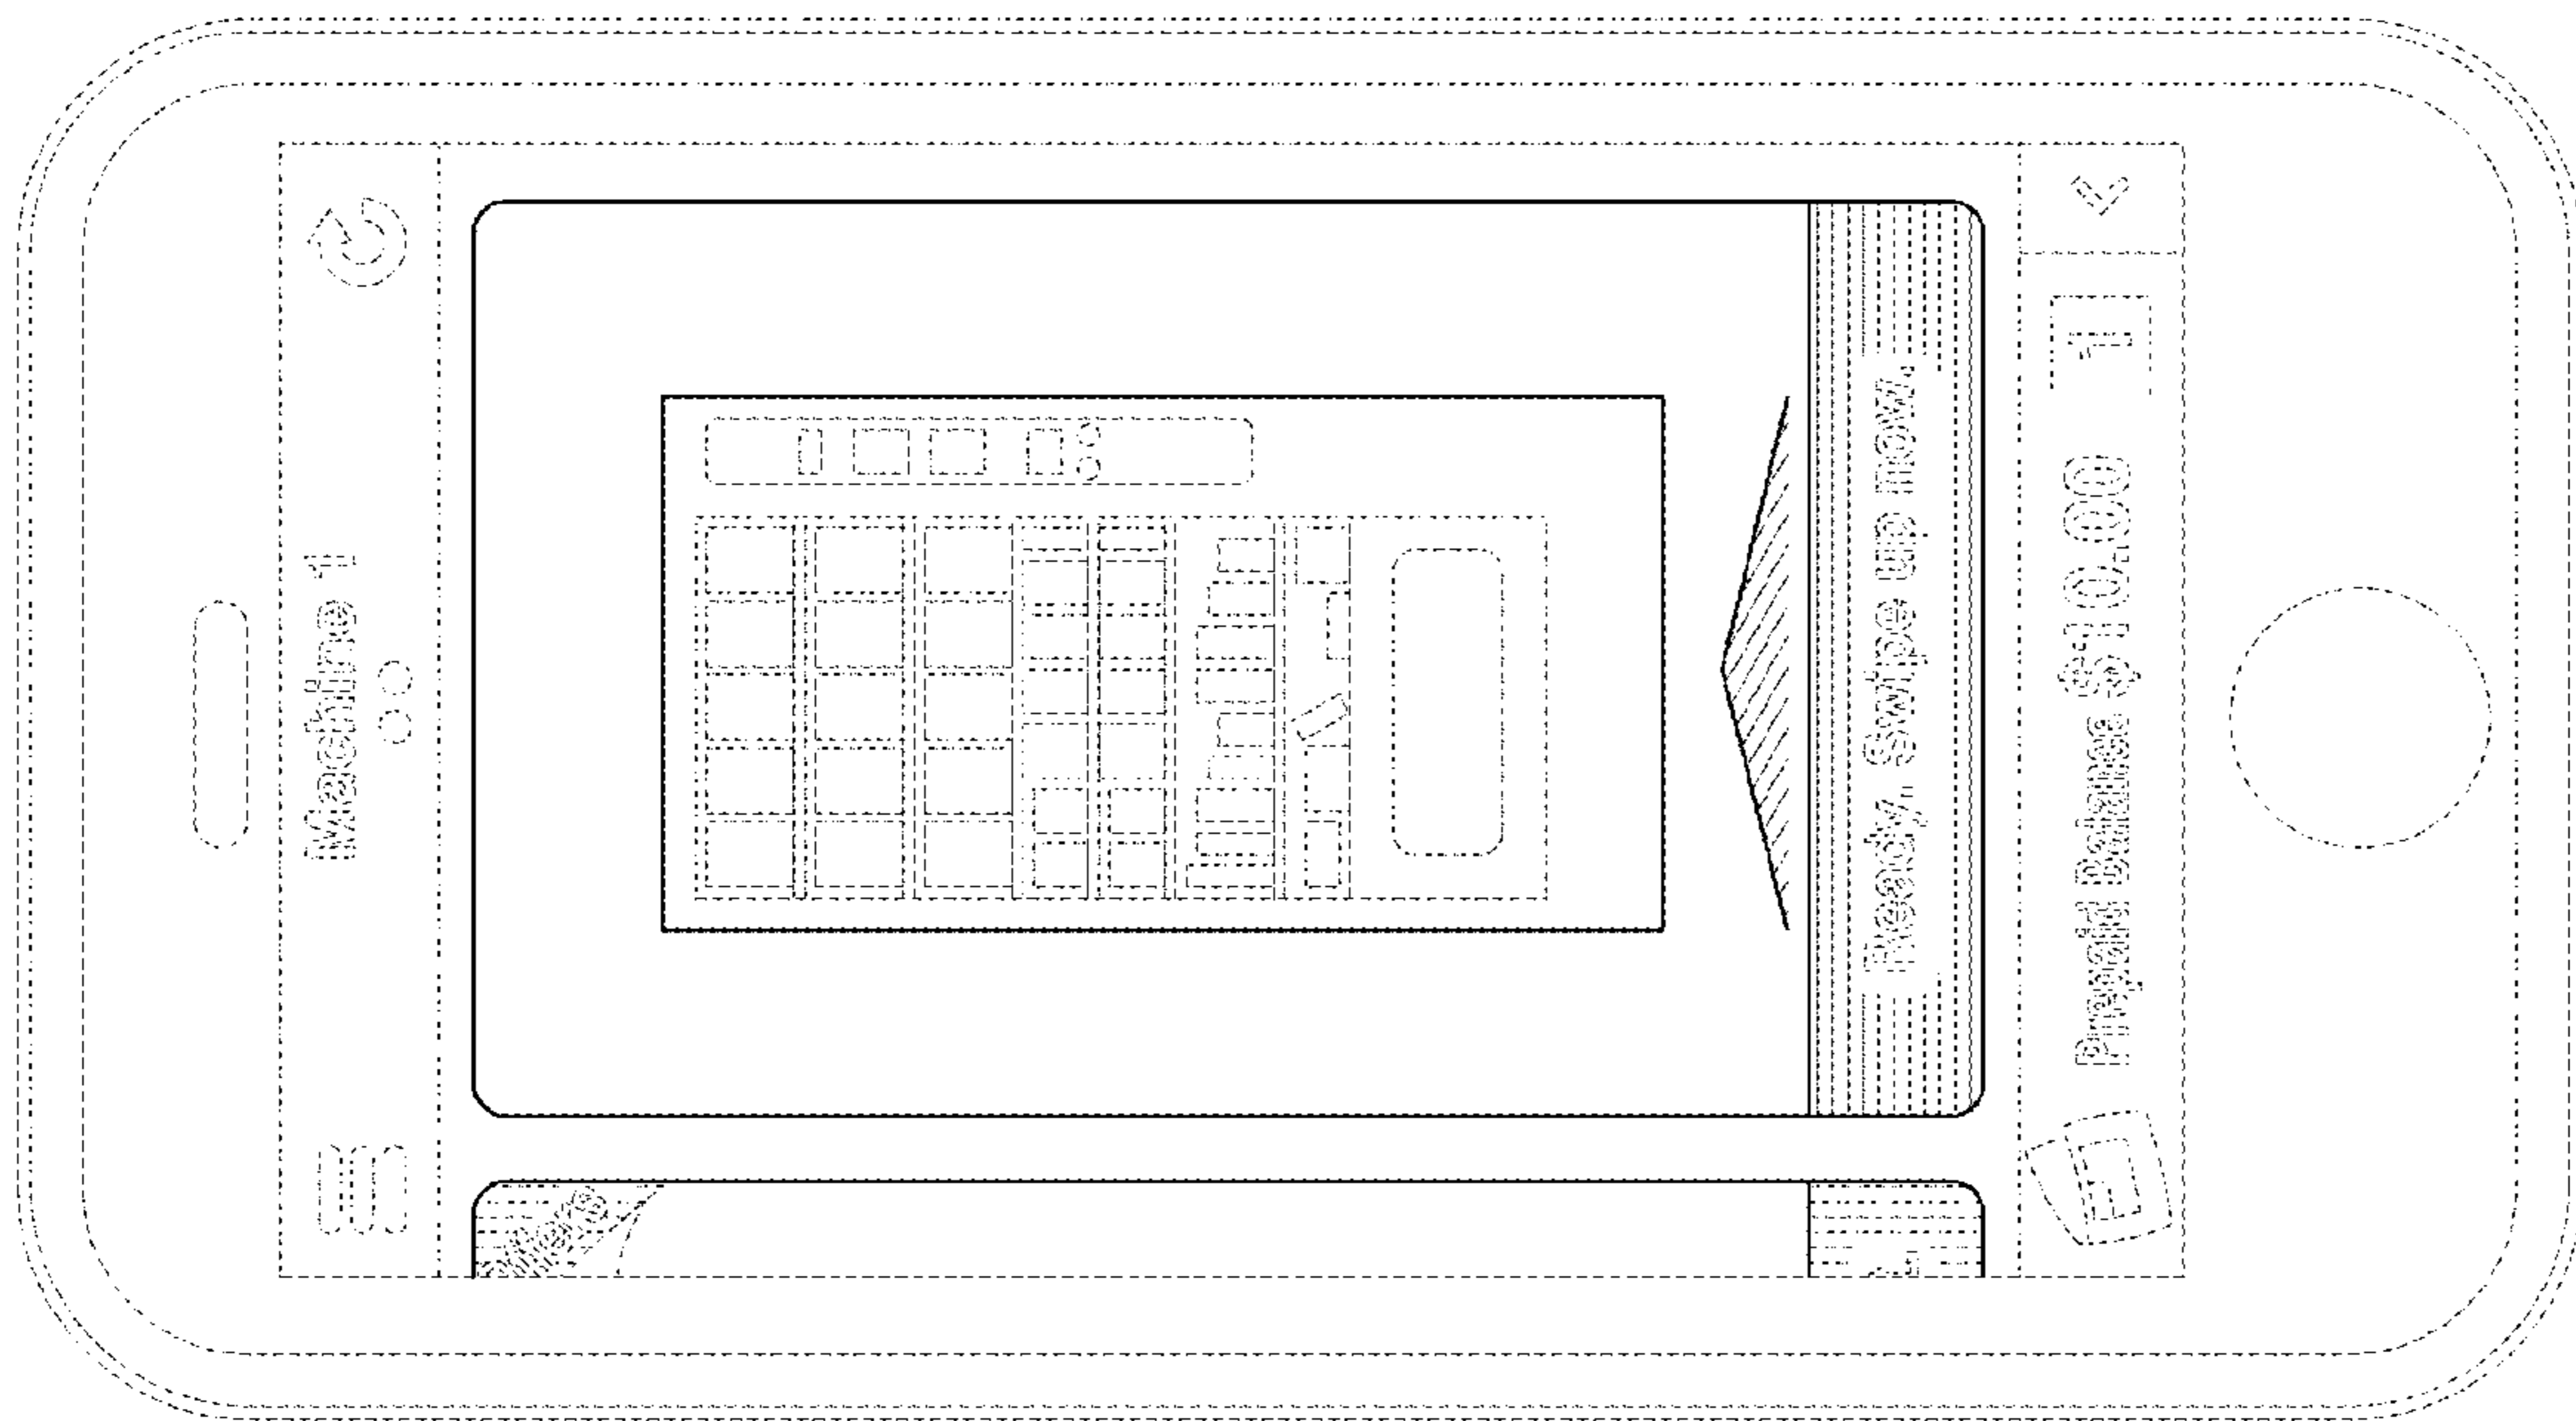 Machine 1
Ready. Swipe up now.
Prepaid Balance $10.00 1